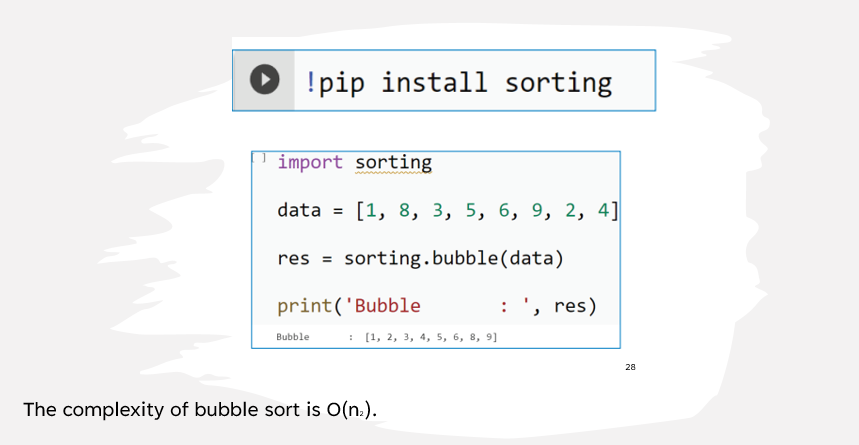 !pip install sorting
[ ] import sorting
data = [1, 8, 3, 5, 6, 9, 2, 4]
res = sorting.bubble(data)
print('Bubble       : ', res)
Bubble       :  [1, 2, 3, 4, 5, 6, 8, 9]
28
The complexity of bubble sort is O(n₂).